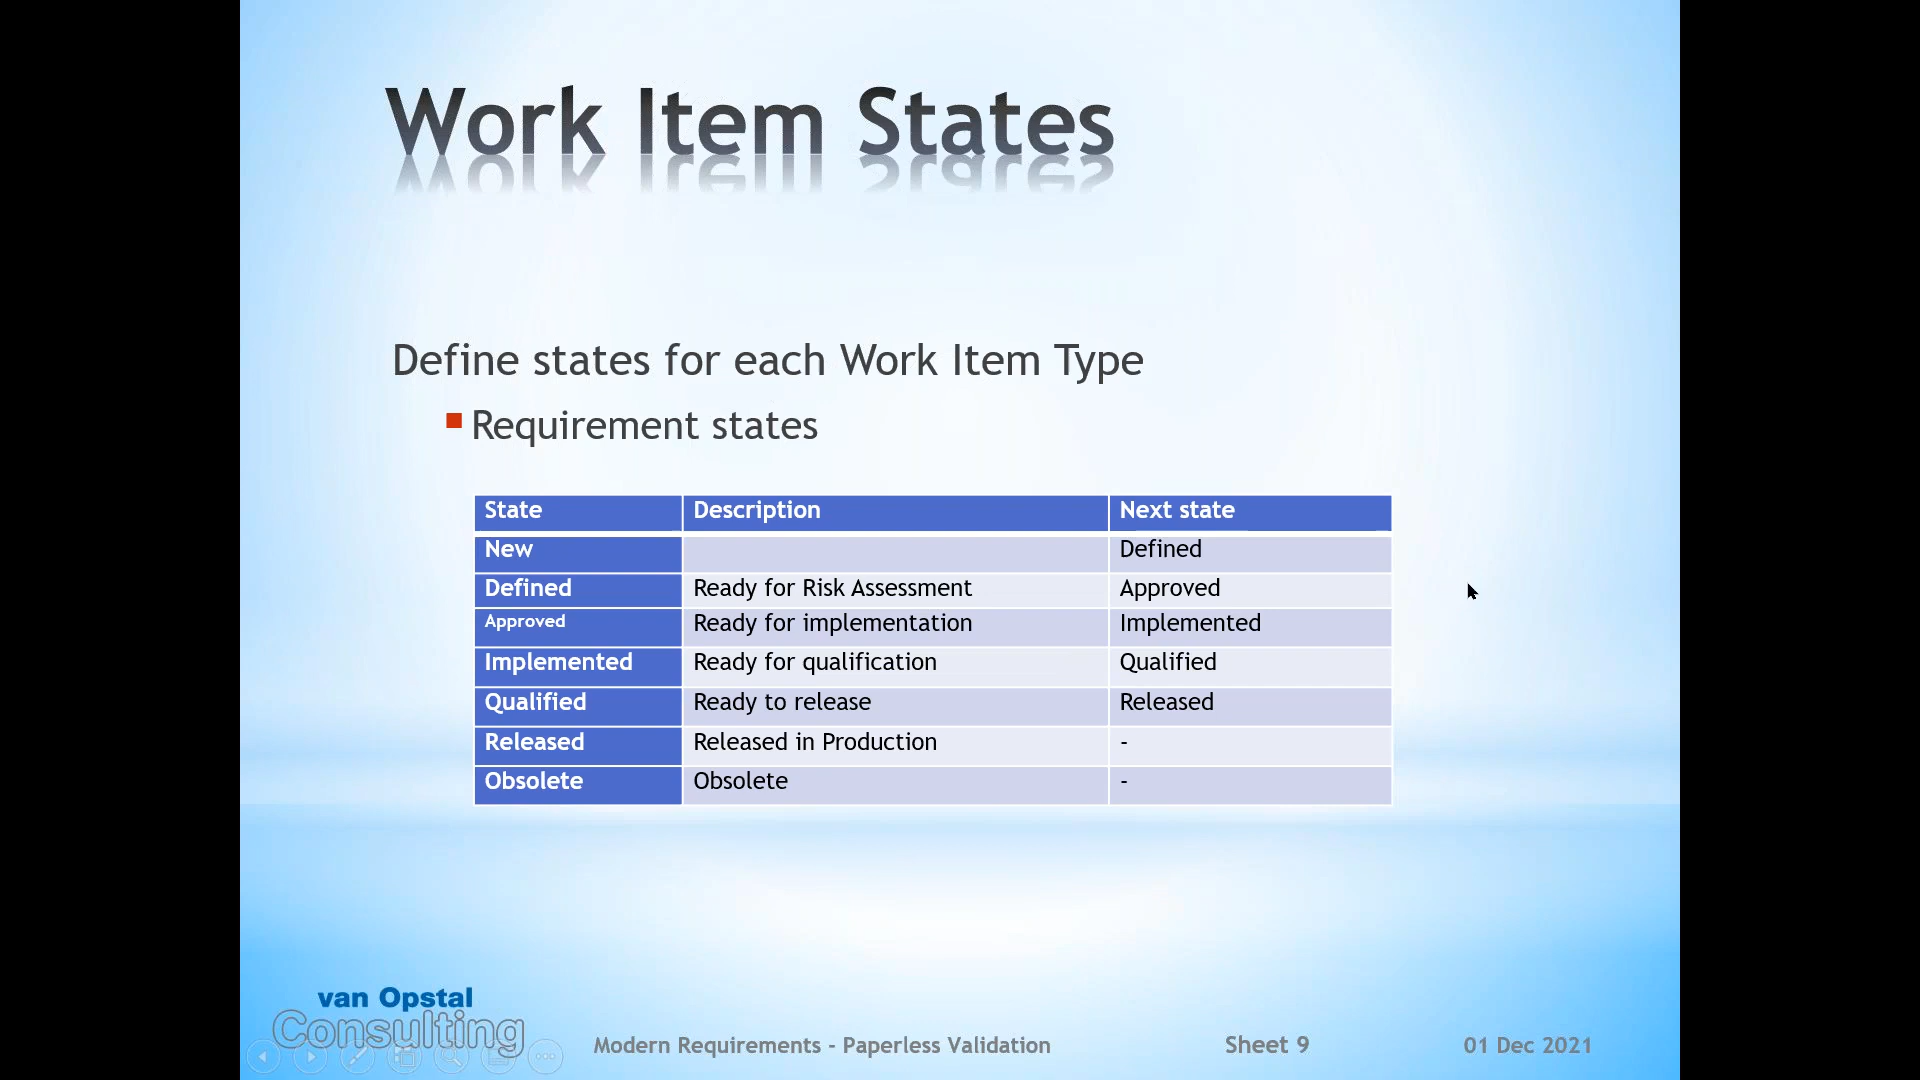 Work Item States
Define states for each Work Item Type
Requirement states
State Description Next state
New Defined
Defined Ready for Risk Assessment Approved
Approved Ready for implementation Implemented
Implemented Ready for qualification Qualified
Qualified Ready to release Released
Released Released in Production -
Obsolete Obsolete -
van Opstal
Consulting
Modern Requirements - Paperless Validation Sheet 9 01 Dec 2021